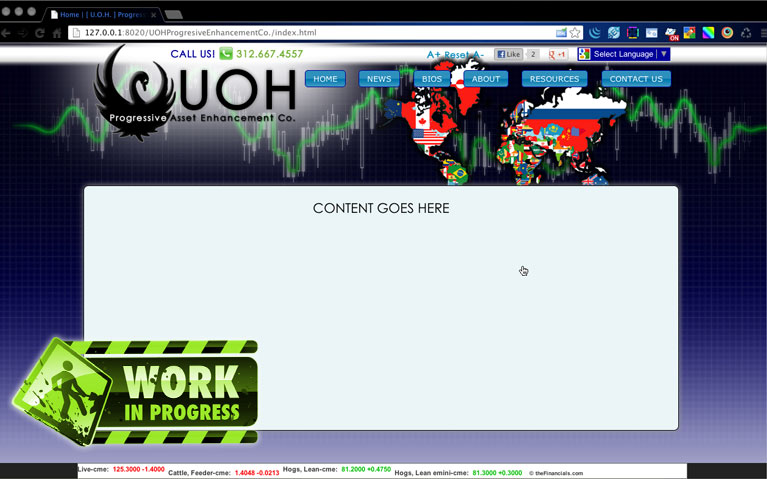 Home | [U.O.H. ] Progres
127.0.0.1:8020/UOHProgresiveEnhancementCo./index.html
CALL US! 312.667.4557
A+ Reset A-
Like 2
+1
Select Language
UOH
Progressive Asset Enhancement Co.
HOME NEWS BIOS ABOUT RESOURCES CONTACT US
CONTENT GOES HERE
WORK
IN PROGRESS
Live-cme: 125.3000 -1.4000 Cattle, Feeder-cme: 1.4048 -0.0213 Hogs, Lean-cme: 81.2000 +0.4750 Hogs, Lean emini-cme: 81.3000 +0.3000 © theFinancials.com